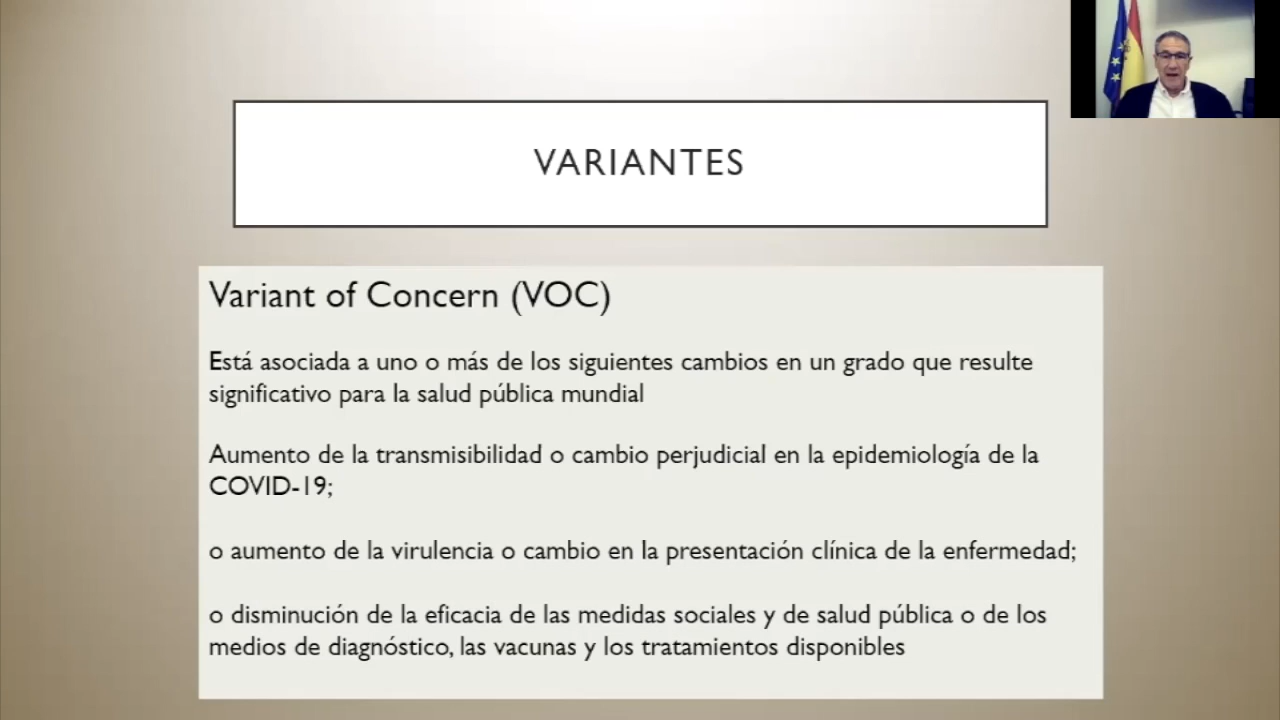 VARIANTES
Variant of Concern (VOC)
Está asociada a uno o más de los siguientes cambios en un grado que resulte
significativo para la salud pública mundial
Aumento de la transmisibilidad o cambio perjudicial en la epidemiología de la
COVID-19;
o aumento de la virulencia o cambio en la presentación clínica de la enfermedad;
o disminución de la eficacia de las medidas sociales y de salud pública o de los
medios de diagnóstico, las vacunas y los tratamientos disponibles